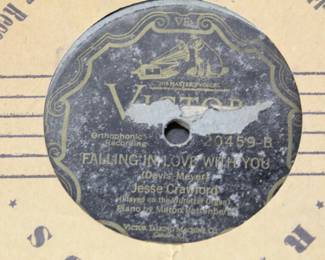 VE
"HIS MASTER'S VOICE"
VICTOR
Orthophonic
Recording
20459-B
FALLING IN LOVE WITH YOU
(Davis-Meyer)
Jesse Crawford
(Played on the Wurlitzer Organ)
Piano by Milton
VICTOR TALKING MACHINE CO.